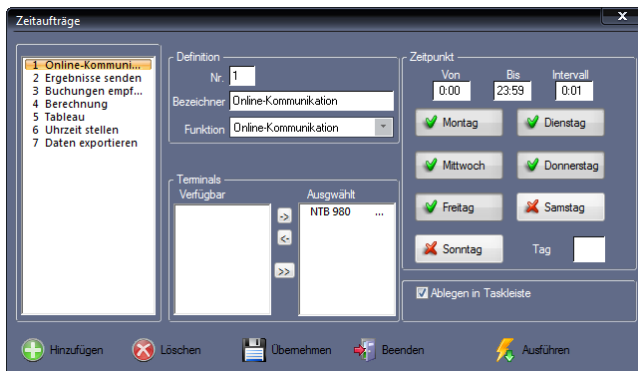 Zeitaufträge
x
1 Online-Kommuni...
2 Ergebnisse senden
3 Buchungen empf...
4 Berechnung
5 Tableau
6 Uhrzeit stellen
7 Daten exportieren
Definition
Nr. 1
Bezeichner Online-Kommunikation
Funktion Online-Kommunikation
Terminals
Verfügbar Ausgwählt
NTB 980 ...
->
<-
>>
Zeitpunkt
Von Bis Intervall
0:00 23:59 0:01
Montag Dienstag
Mittwoch Donnerstag
Freitag Samstag
Sonntag Tag
Ablegen in Taskleiste
Hinzufügen Löschen Übernehmen Beenden Ausführen